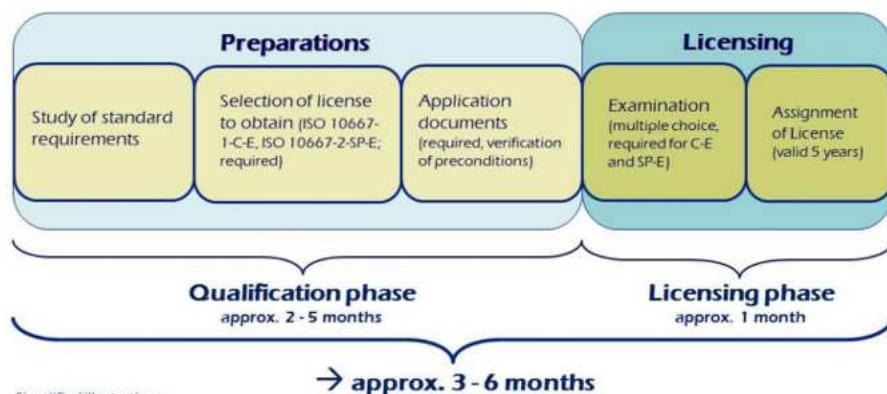 Preparations
Licensing
Study of standard
requirements
Selection of license
to obtain (ISO 10667-
1-C-E, ISO 10667-2-SP-E;
required)
Application
documents
(required, verification
of preconditions)
Examination
(multiple choice,
required for C-E
and SP-E)
Assignment
of License
(valid 5 years)
Qualification phase
approx. 2 - 5 months
Licensing phase
approx. 1 month
→ approx. 3 - 6 months